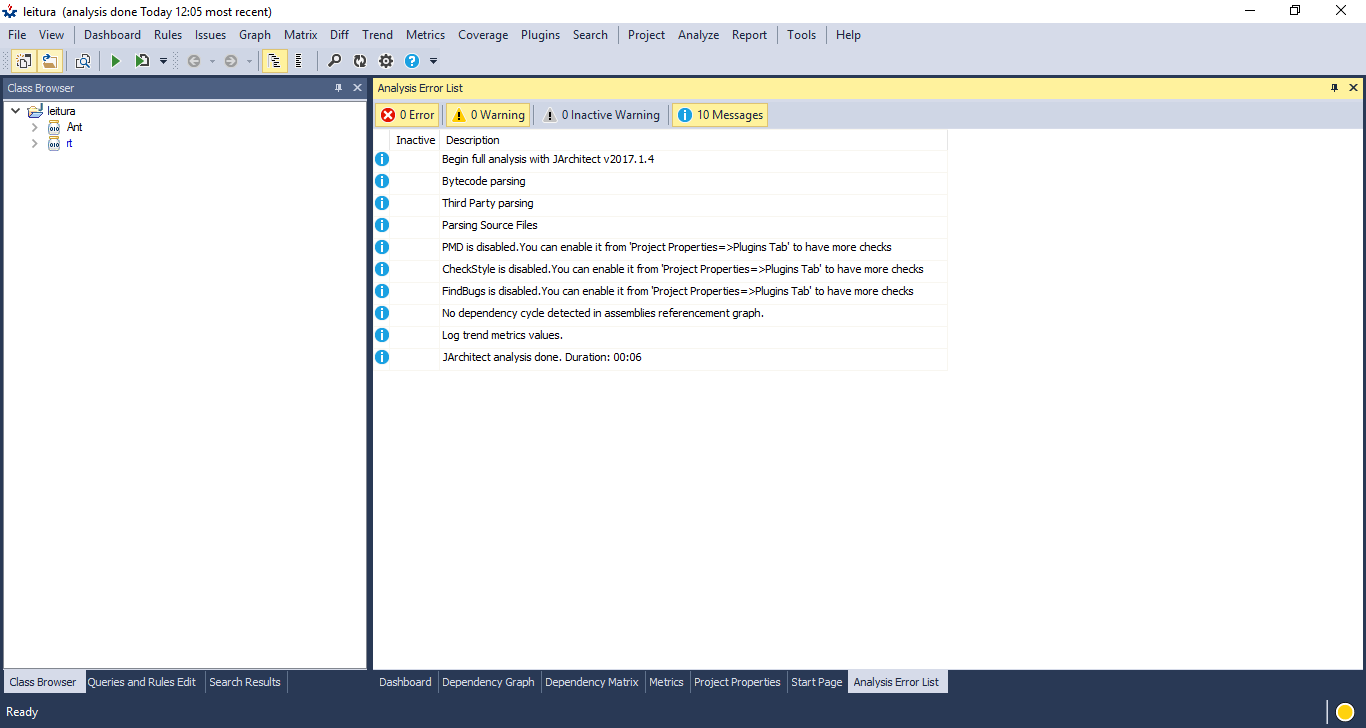 leitura (analysis done Today 12:05 most recent)
File View Dashboard Rules Issues Graph Matrix Diff Trend Metrics Coverage Plugins Search Project Analyze Report Tools Help
Class Browser
leitura
Ant
rt
Analysis Error List
0 Error 0 Warning 0 Inactive Warning 10 Messages
Inactive Description
Begin full analysis with JArchitect v2017.1.4
Bytecode parsing
Third Party parsing
Parsing Source Files
PMD is disabled.You can enable it from 'Project Properties=>Plugins Tab' to have more checks
CheckStyle is disabled.You can enable it from 'Project Properties=>Plugins Tab' to have more checks
FindBugs is disabled.You can enable it from 'Project Properties=>Plugins Tab' to have more checks
No dependency cycle detected in assemblies referencement graph.
Log trend metrics values.
JArchitect analysis done. Duration: 00:06
Class Browser Queries and Rules Edit Search Results
Dashboard Dependency Graph Dependency Matrix Metrics Project Properties Start Page Analysis Error List
Ready